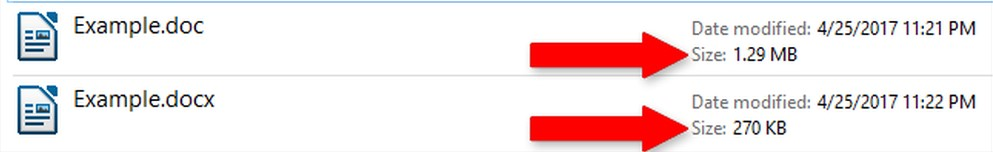 Example.doc
Date modified: 4/25/2017 11:21 PM
Size: 1.29 MB
Example.docx
Date modified: 4/25/2017 11:22 PM
Size: 270 KB